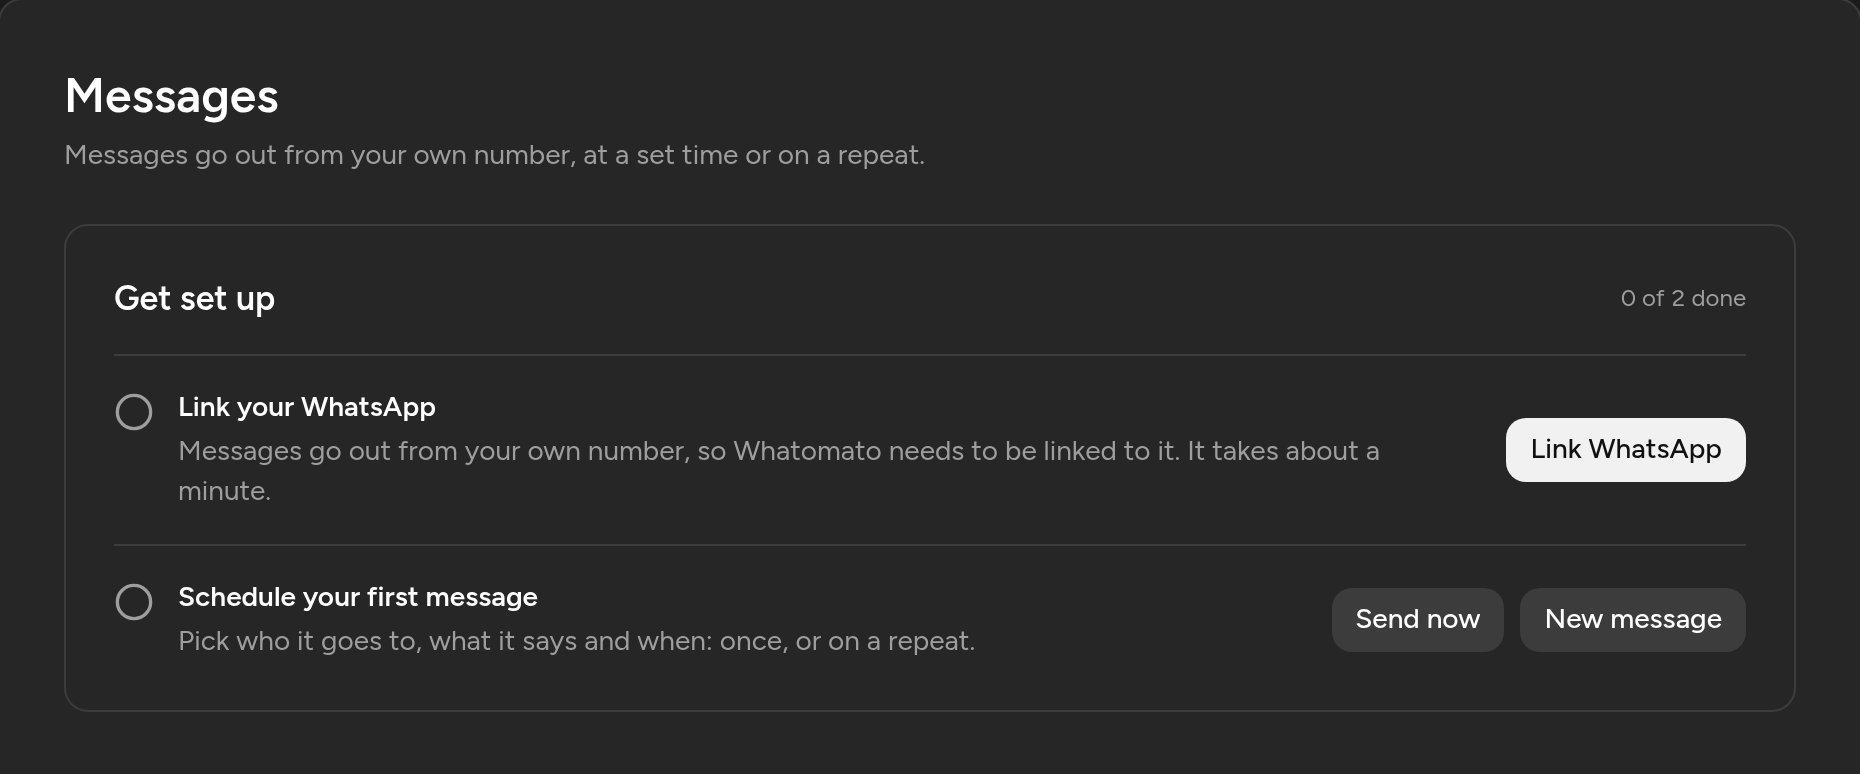 Messages
Messages go out from your own number, at a set time or on a repeat.
Get set up
0 of 2 done
Link your WhatsApp
Messages go out from your own number, so Whatomato needs to be linked to it. It takes about a
minute.
Link WhatsApp
Schedule your first message
Pick who it goes to, what it says and when: once, or on a repeat.
Send now
New message